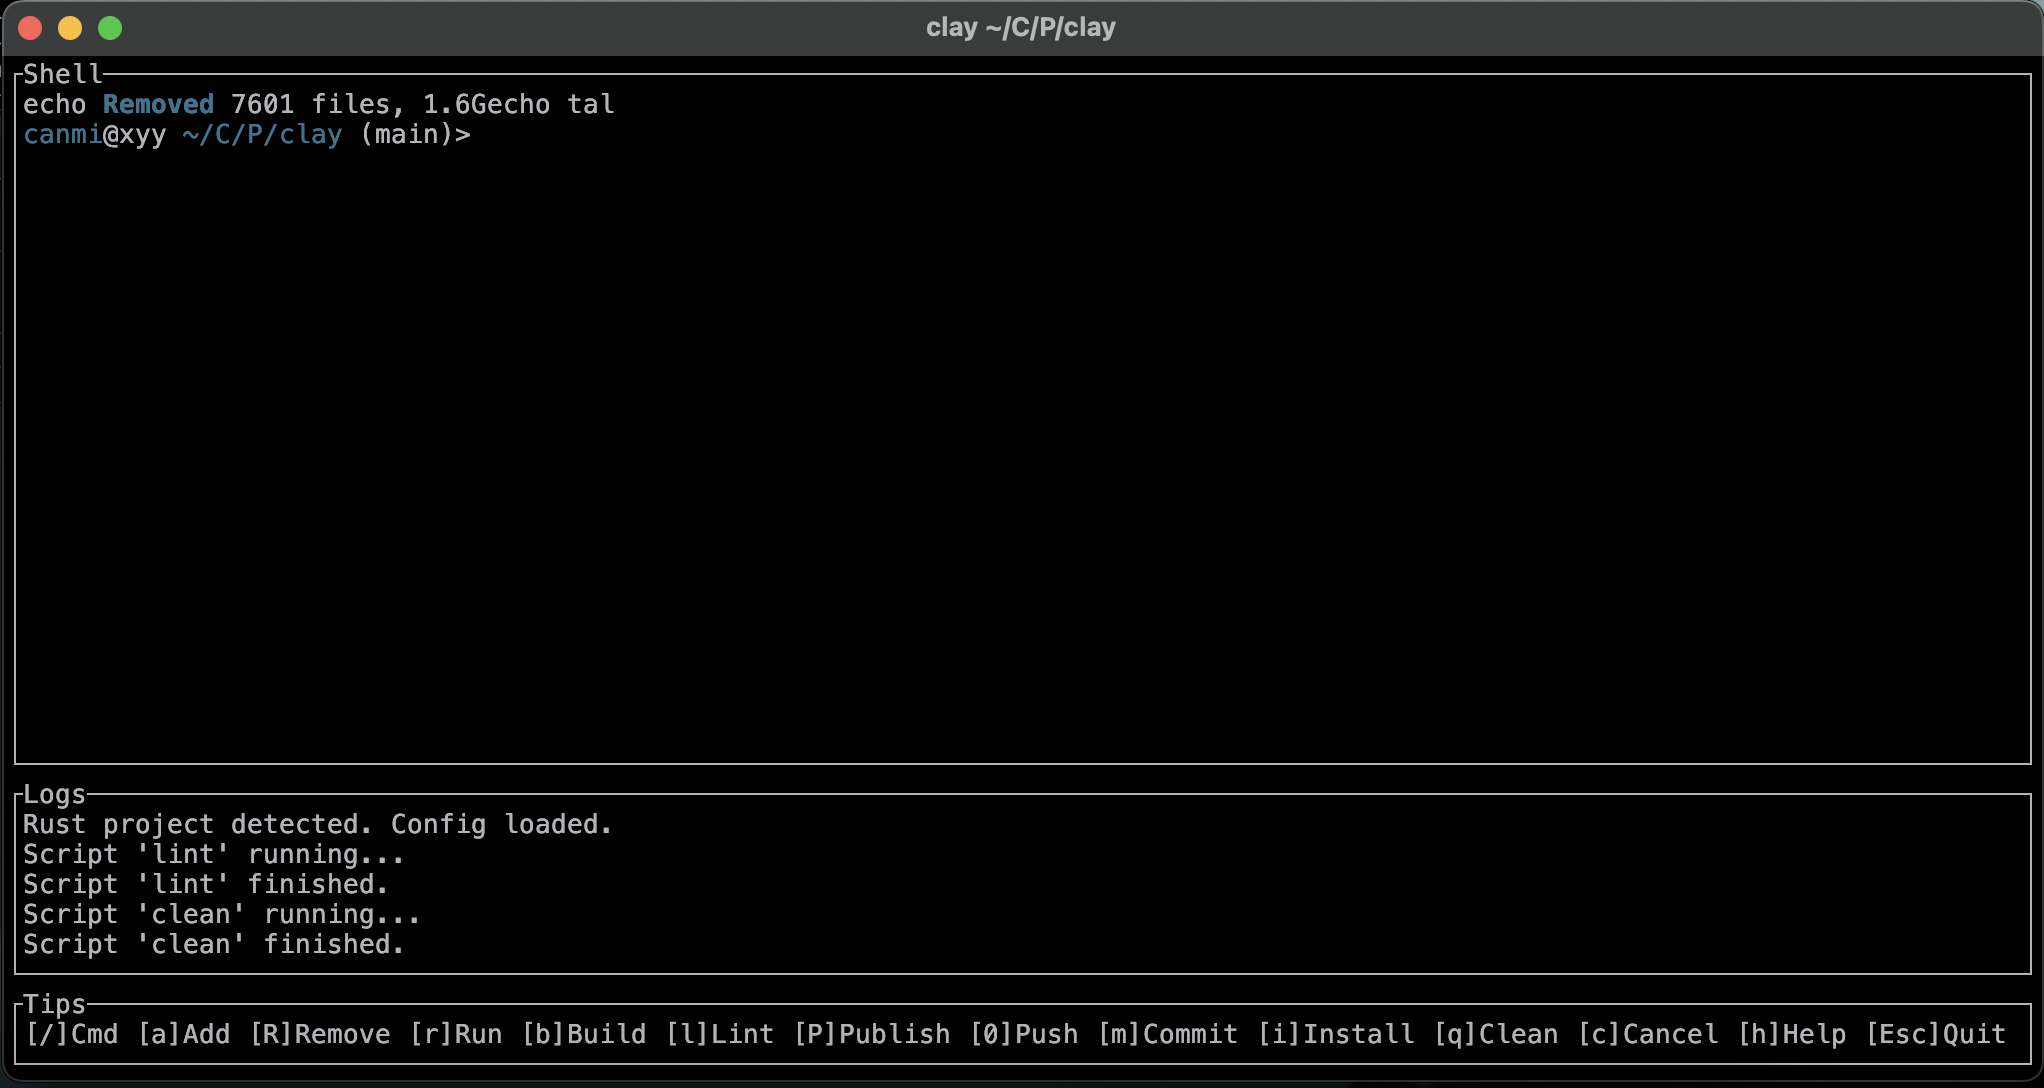 clay ~/C/P/clay
Shell
echo Removed 7601 files, 1.6Gecho tal
canmi@xyy ~/C/P/clay (main)>
Logs
Rust project detected. Config loaded.
Script 'lint' running...
Script 'lint' finished.
Script 'clean' running...
Script 'clean' finished.
Tips
[/]Cmd [a]Add [R]Remove [r]Run [b]Build [l]Lint [P]Publish [0]Push [m]Commit [i]Install [q]Clean [c]Cancel [h]Help [Esc]Quit